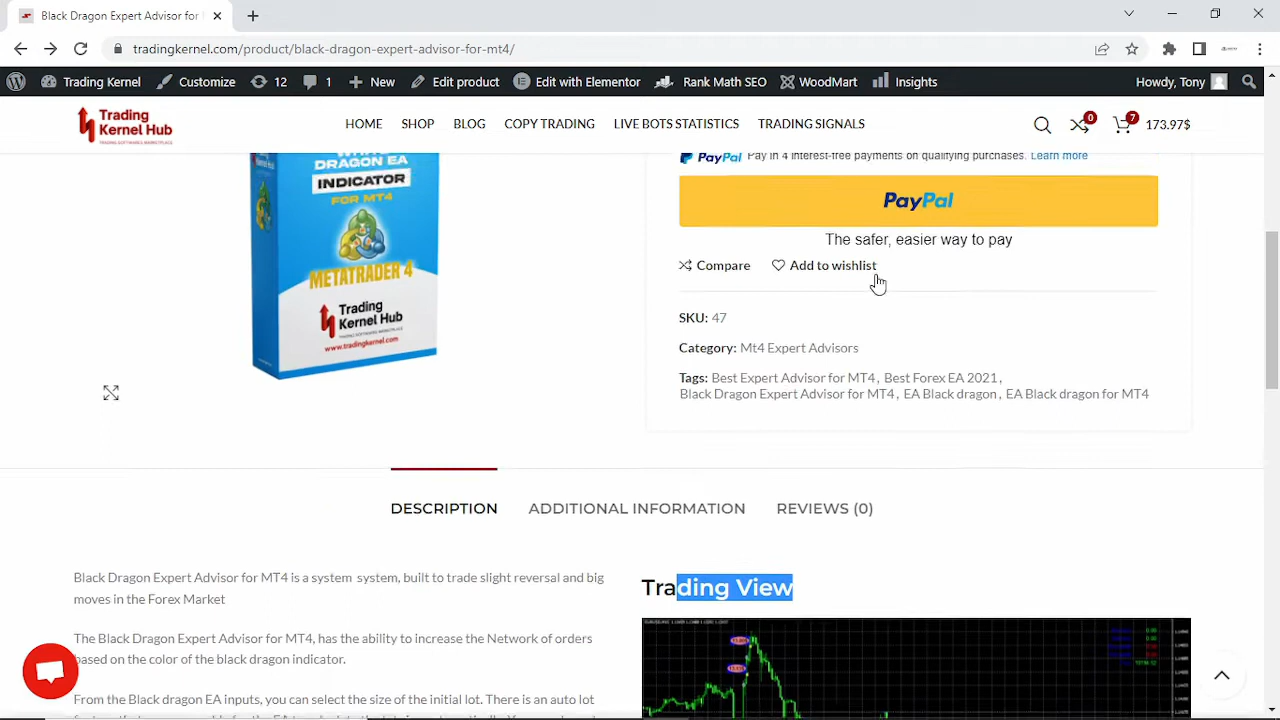 Black Dragon Expert Advisor for
tradingkernel.com/product/black-dragon-expert-advisor-for-mt4/
Trading Kernel Customize 12 1 New Edit product Edit with Elementor Rank Math SEO WoodMart Insights Howdy, Tony
Trading Kernel Hub
TRADING SOFTWARES MARKETPLACE
HOME SHOP BLOG COPY TRADING LIVE BOTS STATISTICS TRADING SIGNALS 0 7 173.97$
DRAGON EA
INDICATOR
FOR MT4
METATRADER 4
Trading
Kernel Hub
TRADING SOFTWARES MARKETPLACE
www.tradingkernel.com
PayPal Pay in 4 interest-free payments on qualifying purchases. Learn more
PayPal
The safer, easier way to pay
Compare Add to wishlist
SKU: 47
Category: Mt4 Expert Advisors
Tags: Best Expert Advisor for MT4, Best Forex EA 2021,
Black Dragon Expert Advisor for MT4, EA Black dragon, EA Black dragon for MT4
DESCRIPTION ADDITIONAL INFORMATION REVIEWS (0)
Black Dragon Expert Advisor for MT4 is a system system, built to trade slight reversal and big
moves in the Forex Market
The Black Dragon Expert Advisor for MT4, has the ability to increase the Network of orders
based on the color of the black dragon indicator.
From the Black dragon EA inputs, you can select the size of the initial lot There is an auto lot
Trading View